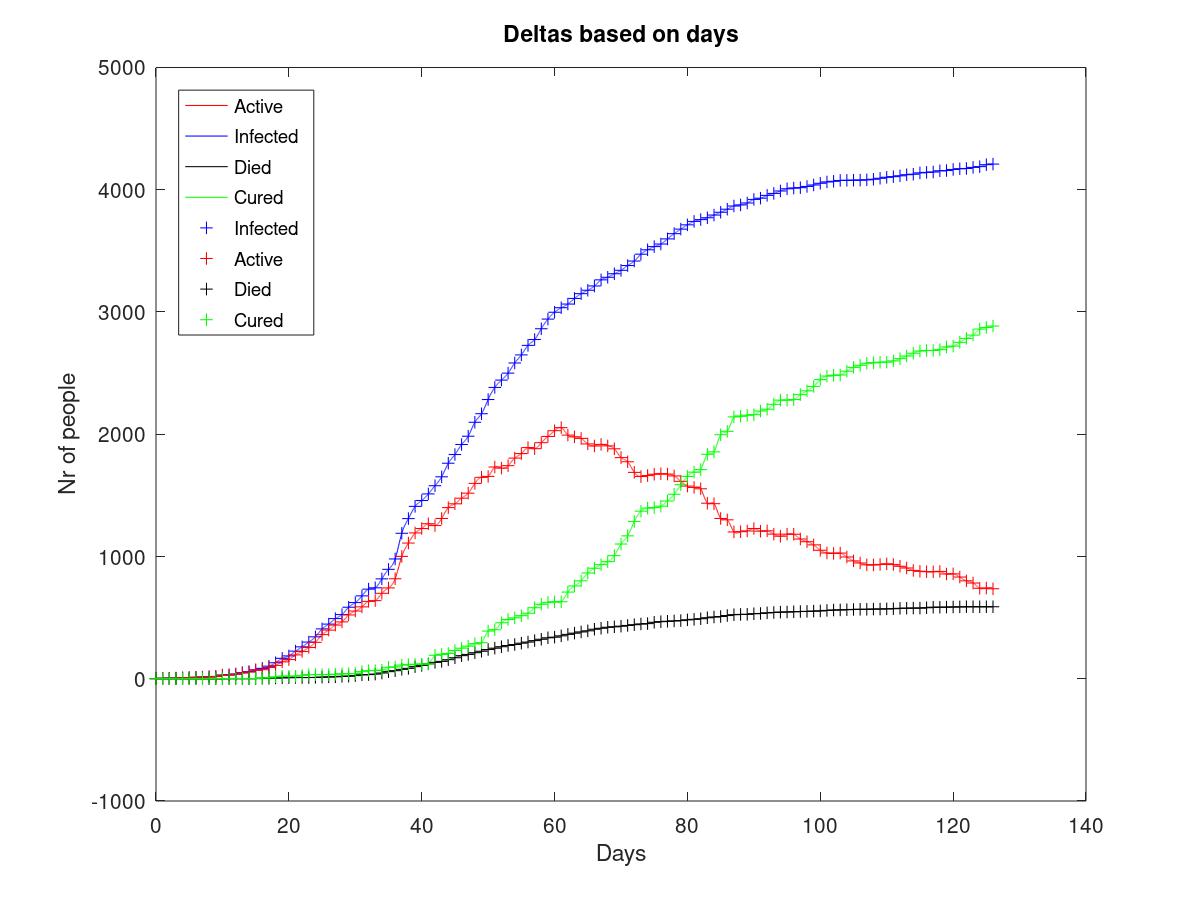 Deltas based on days
5000
4000
3000
2000
1000
0
-1000
Active
Infected
Died
Cured
Infected
Active
Died
Cured
Nr of people
0 20 40 60 80 100 120 140
Days